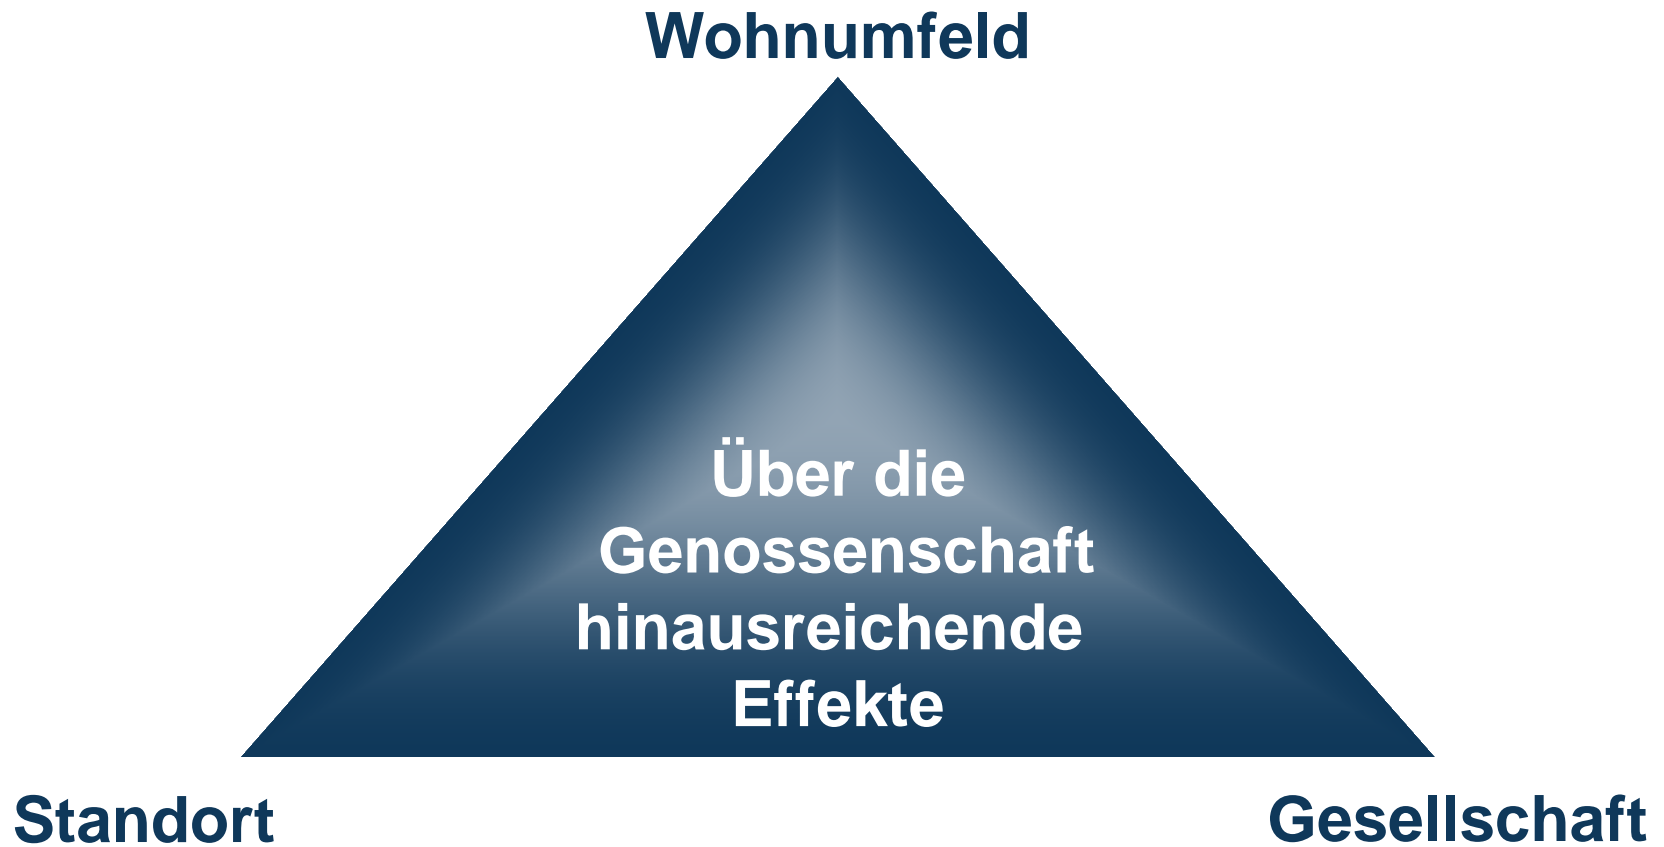 Wohnumfeld
Über die
Genossenschaft
hinausreichende
Effekte
Standort
Gesellschaft